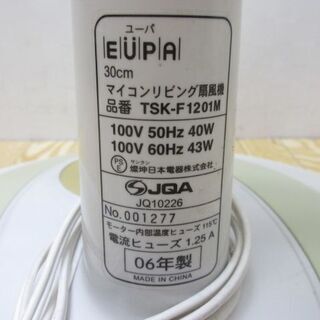 ユーパ
EUPA
30cm
マイコンリビング扇風機
品番 TSK-F1201M
100V 50Hz 40W
100V 60Hz 43W
PS E サンクン
燦坤日本電器株式会社
JQA
JQ10226
No.001277
モーター内部温度ヒューズ 115℃
電流ヒューズ 1.25A
06年製
MADE IN CHINA